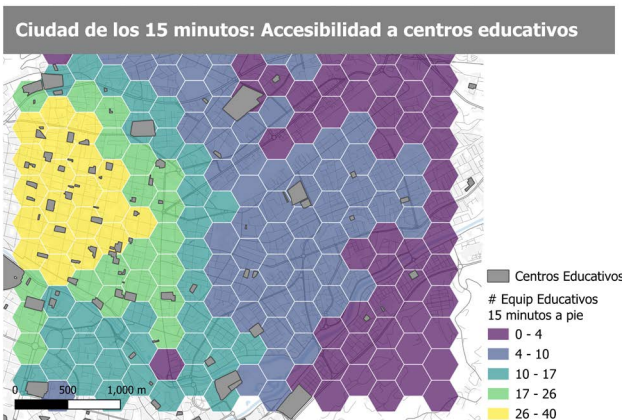 Ciudad de los 15 minutos: Accesibilidad a centros educativos
Centros Educativos
# Equip Educativos
15 minutos a pie
0 - 4
4 - 10
10 - 17
17 - 26
26 - 40
0 500 1,000 m